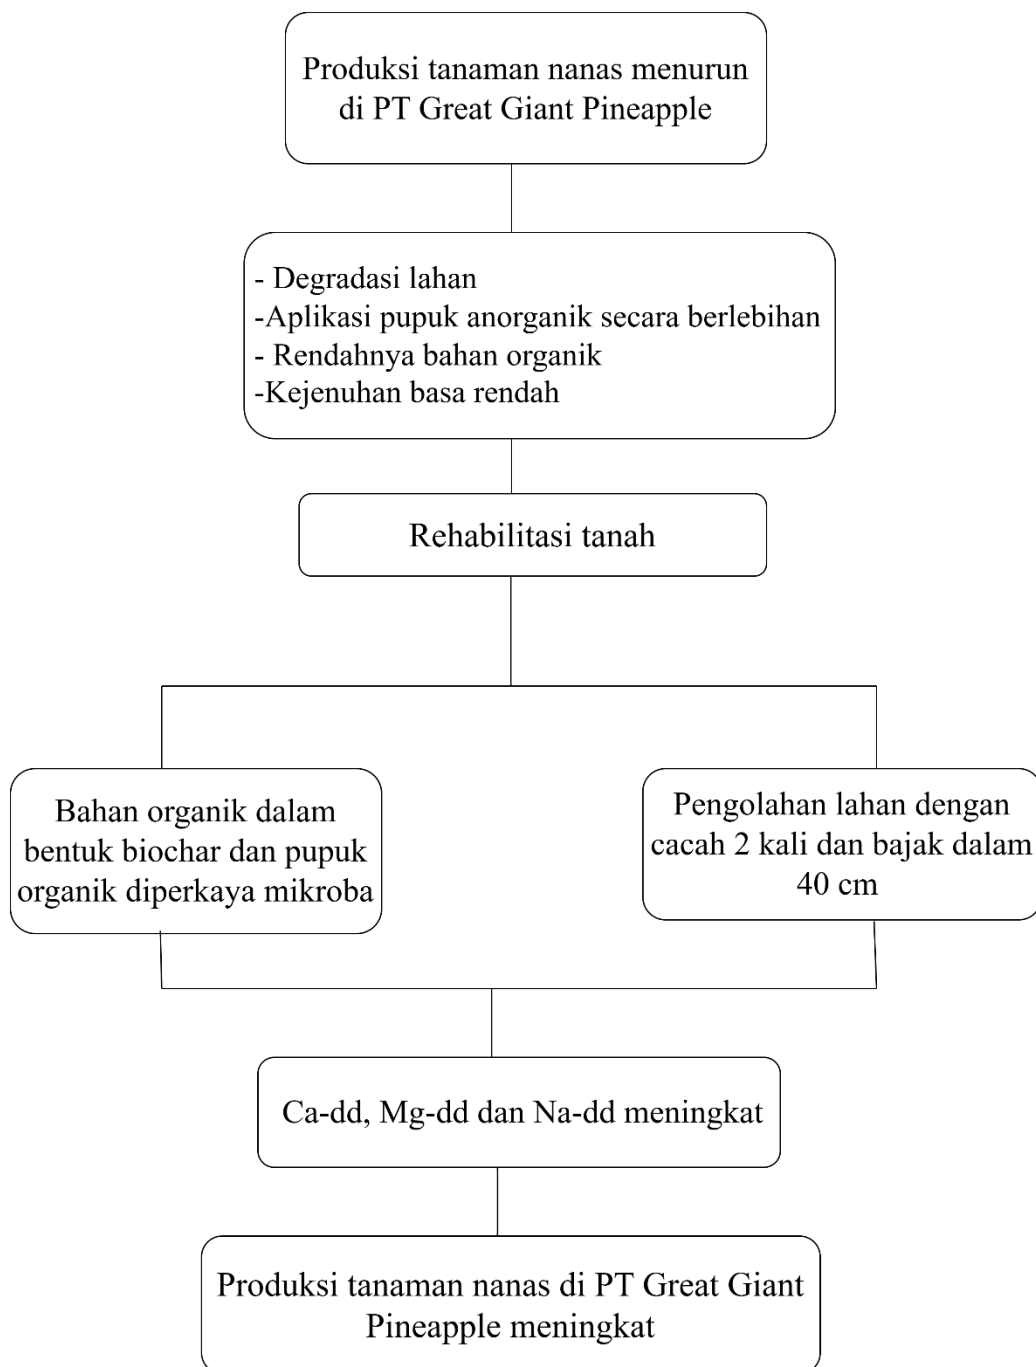 Produksi tanaman nanas menurun
di PT Great Giant Pineapple
- Degradasi lahan
-Aplikasi pupuk anorganik secara berlebihan
- Rendahnya bahan organik
-Kejenuhan basa rendah
Rehabilitasi tanah
Bahan organik dalam
bentuk biochar dan pupuk
organik diperkaya mikroba
Pengolahan lahan dengan
cacah 2 kali dan bajak dalam
40 cm
Ca-dd, Mg-dd dan Na-dd meningkat
Produksi tanaman nanas di PT Great Giant
Pineapple meningkat